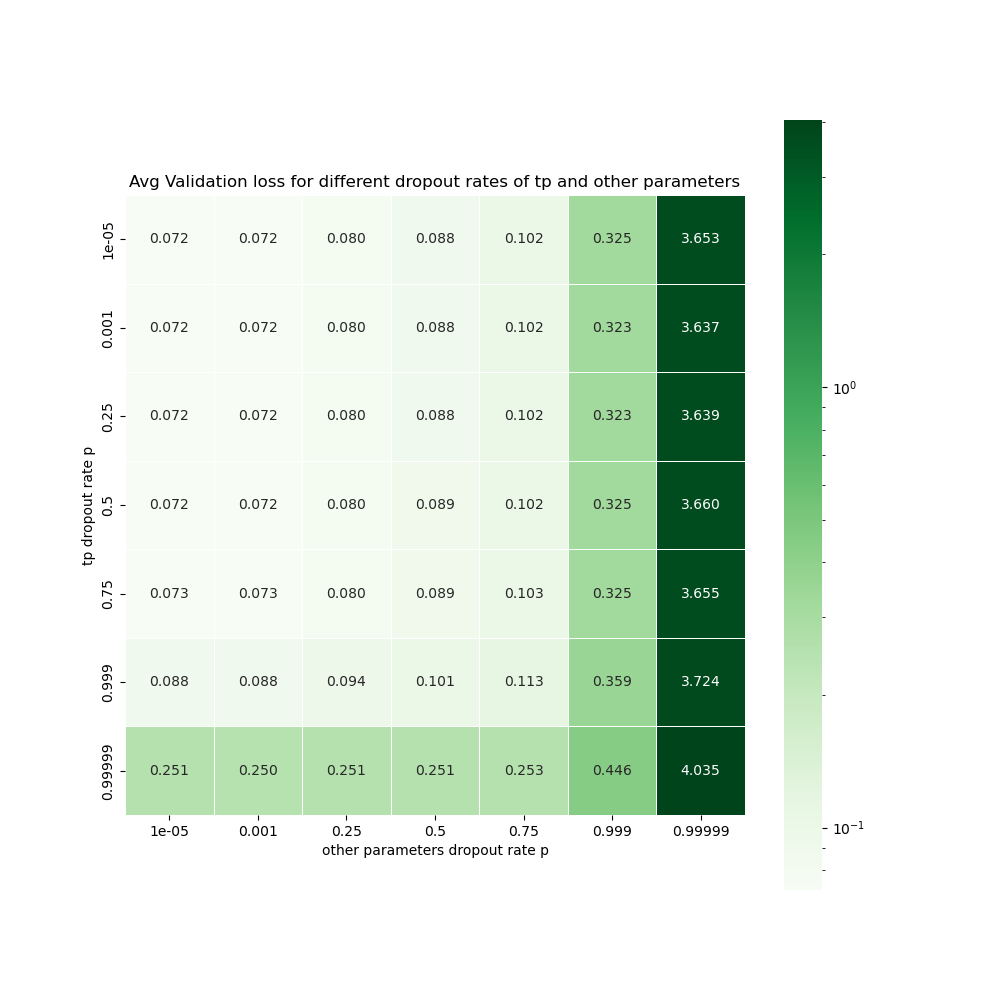 Avg Validation loss for different dropout rates of tp and other parameters
tp dropout rate p
1e-05 0.072 0.072 0.080 0.088 0.102 0.325 3.653
0.001 0.072 0.072 0.080 0.088 0.102 0.323 3.637
0.25 0.072 0.072 0.080 0.088 0.102 0.323 3.639
0.5 0.072 0.072 0.080 0.089 0.102 0.325 3.660
0.75 0.073 0.073 0.080 0.089 0.103 0.325 3.655
0.999 0.088 0.088 0.094 0.101 0.113 0.359 3.724
0.99999 0.251 0.250 0.251 0.251 0.253 0.446 4.035
1e-05 0.001 0.25 0.5 0.75 0.999 0.99999
other parameters dropout rate p
10⁰
10⁻¹